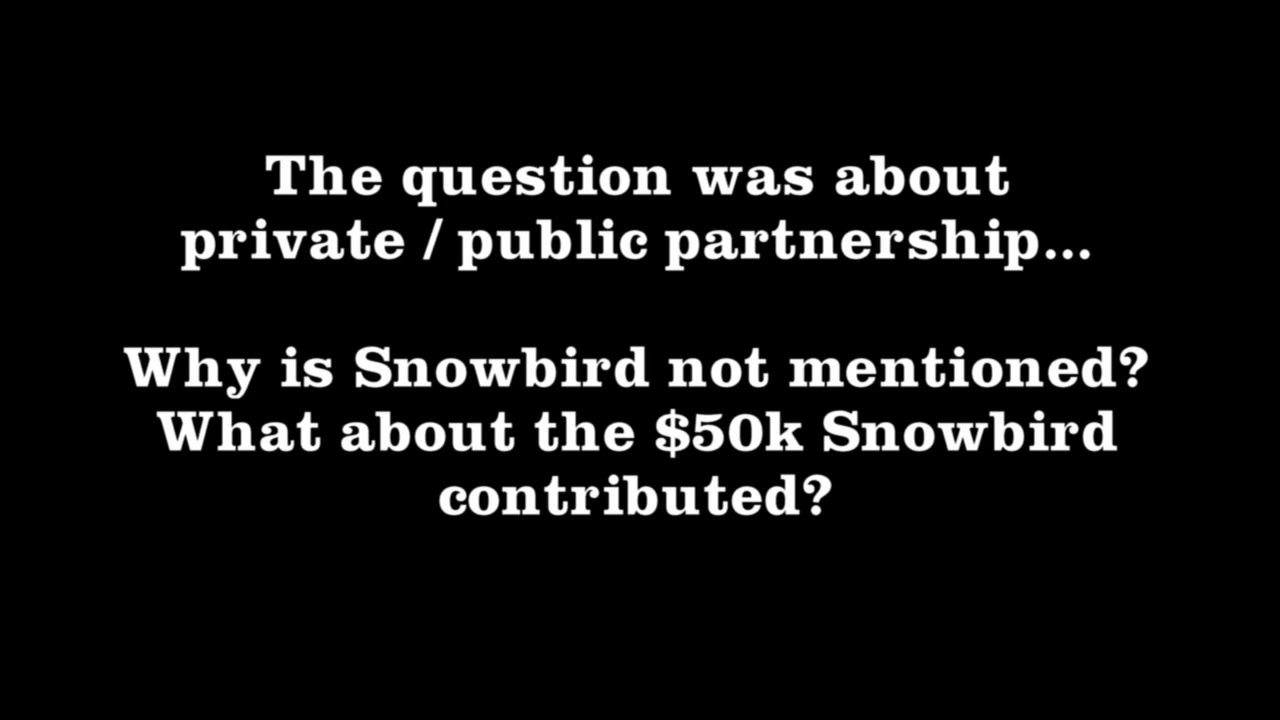 The question was about
private / public partnership...
Why is Snowbird not mentioned?
What about the $50k Snowbird
contributed?